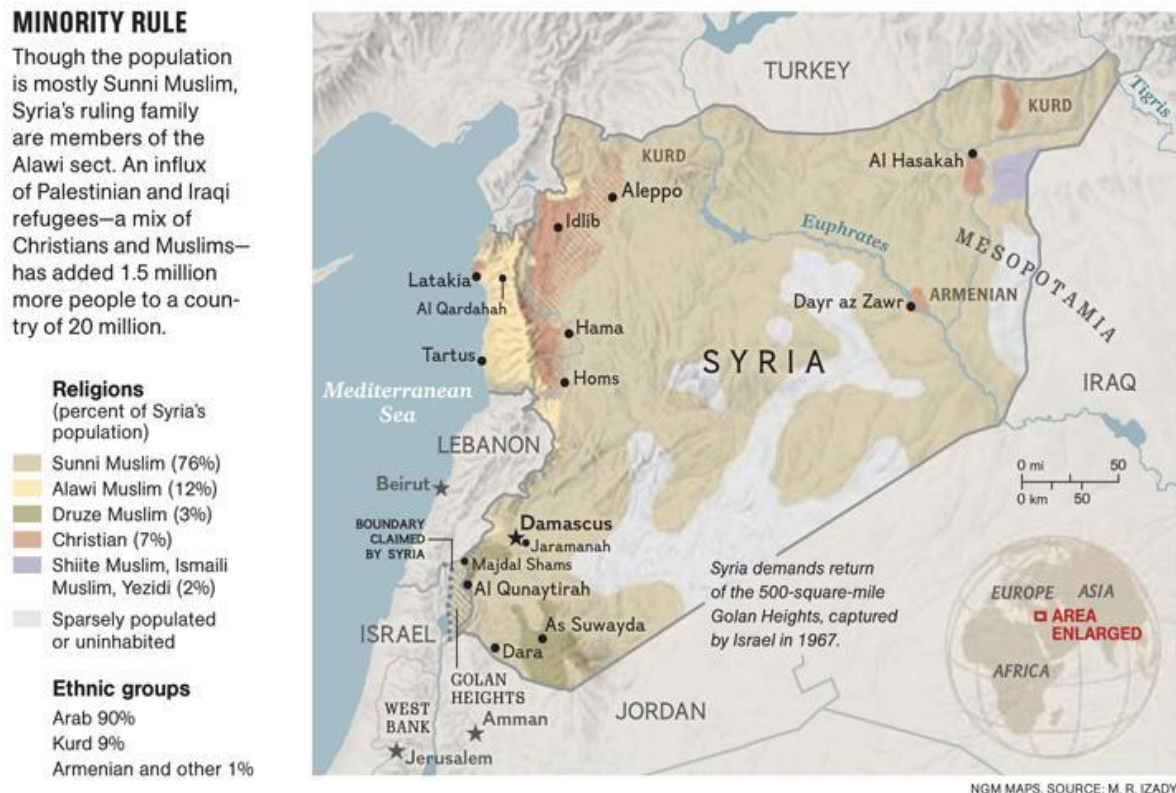 MINORITY RULE
Though the population
is mostly Sunni Muslim,
Syria's ruling family
are members of the
Alawi sect. An influx
of Palestinian and Iraqi
refugees—a mix of
Christians and Muslims—
has added 1.5 million
more people to a coun-
try of 20 million.
Religions
(percent of Syria's
population)
Sunni Muslim (76%)
Alawi Muslim (12%)
Druze Muslim (3%)
Christian (7%)
Shiite Muslim, Ismaili
Muslim, Yezidi (2%)
Sparsely populated
or uninhabited
Ethnic groups
Arab 90%
Kurd 9%
Armenian and other 1%
TURKEY
Tigris
KURD
KURD
Al Hasakah
Aleppo
Idlib
Euphrates
MESOPOTAMIA
Latakia
Al Qardahah
Dayr az Zawr
ARMENIAN
Hama
Tartus
SYRIA
Homs
IRAQ
Mediterranean
Sea
LEBANON
Beirut
0 mi 50
0 km 50
Damascus
Jaramanah
BOUNDARY
CLAIMED
BY SYRIA
Majdal Shams
Al Qunaytirah
Syria demands return
of the 500-square-mile
Golan Heights, captured
by Israel in 1967.
EUROPE
ASIA
AREA
ENLARGED
AFRICA
ISRAEL
As Suwayda
Dara
GOLAN
HEIGHTS
WEST
BANK
JORDAN
Amman
Jerusalem
NGM MAPS. SOURCE: M. R. IZADY